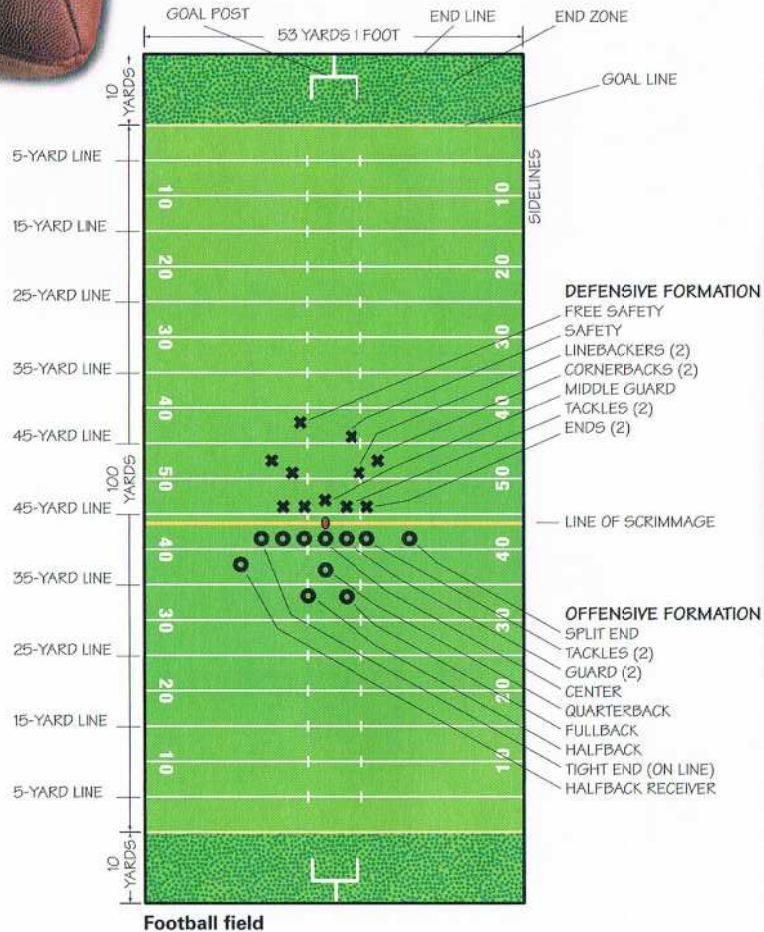 GOAL POST
END LINE
END ZONE
53 YARDS 1 FOOT
10 YARDS
GOAL LINE
SIDELINES
5-YARD LINE
10 10
15-YARD LINE
20 20
25-YARD LINE
30 30
35-YARD LINE
40 40
45-YARD LINE
100 YARDS
50 50
45-YARD LINE
40 40
35-YARD LINE
30 30
25-YARD LINE
20 20
15-YARD LINE
10 10
5-YARD LINE
10 YARDS
DEFENSIVE FORMATION
FREE SAFETY
SAFETY
LINEBACKERS (2)
CORNERBACKS (2)
MIDDLE GUARD
TACKLES (2)
ENDS (2)
LINE OF SCRIMMAGE
OFFENSIVE FORMATION
SPLIT END
TACKLES (2)
GUARD (2)
CENTER
QUARTERBACK
FULLBACK
HALFBACK
TIGHT END (ON LINE)
HALFBACK RECEIVER
Football field